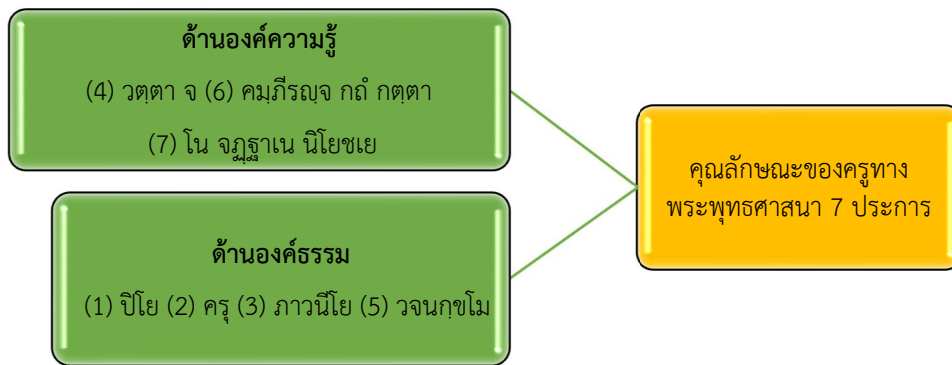 ด้านองค์ความรู้
(4) วตฺตา จ (6) คมฺภีรญฺจ กถํ กตฺตา
(7) โน จฏฺฐาเน นิโยชเย
ด้านองค์ธรรม
(1) ปิโย (2) ครุ (3) ภาวนีโย (5) วจนกฺขโม
คุณลักษณะของครูทาง
พระพุทธศาสนา 7 ประการ